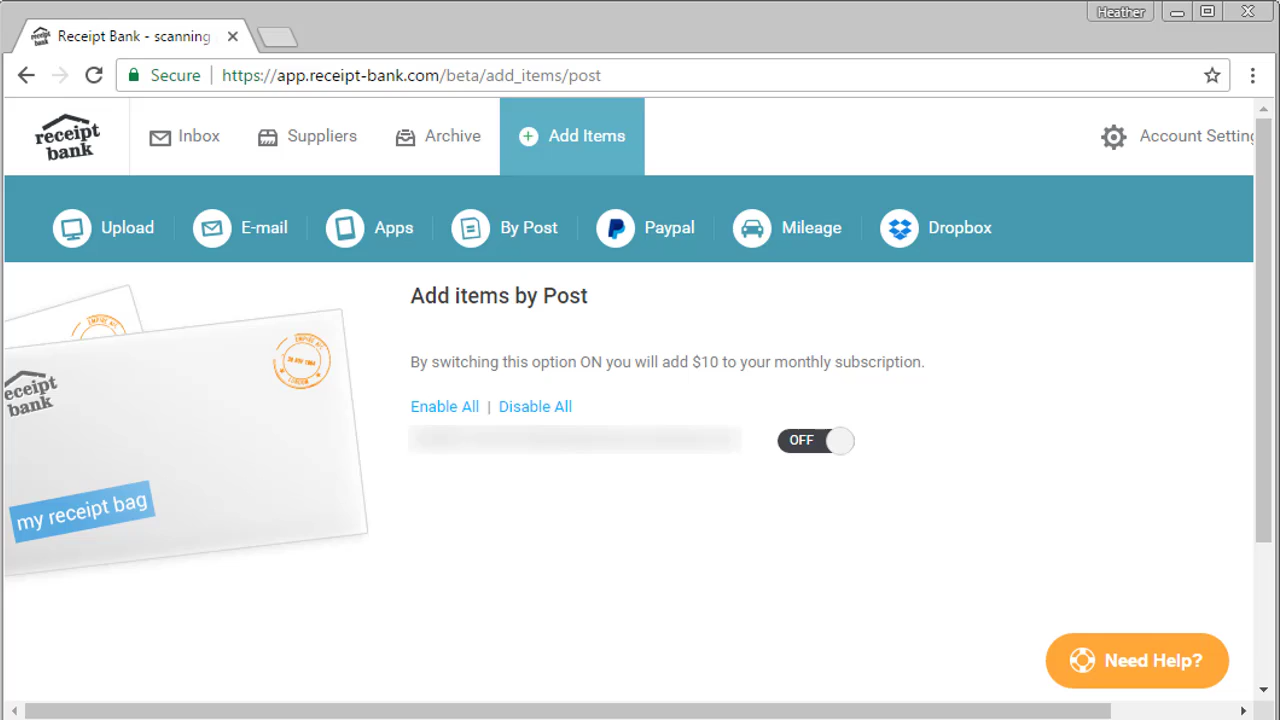 Heather
Receipt Bank - scanning
Secure | https://app.receipt-bank.com/beta/add_items/post
receipt bank
Inbox
Suppliers
Archive
Add Items
Account Settin
Upload
E-mail
Apps
By Post
Paypal
Mileage
Dropbox
Add items by Post
By switching this option ON you will add $10 to your monthly subscription.
Enable All | Disable All
OFF
eceipt
bank
my receipt bag
Need Help?